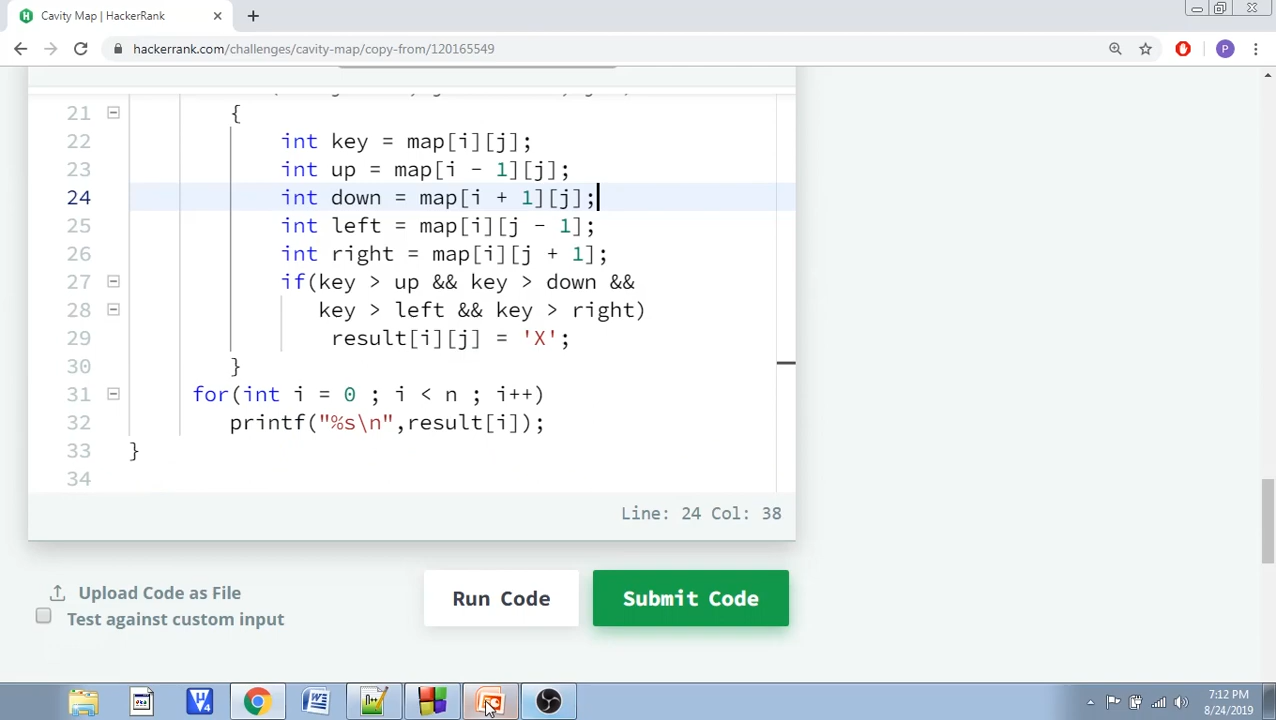 Cavity Map | HackerRank
hackerrank.com/challenges/cavity-map/copy-from/120165549
P
21 {
22 int key = map[i][j];
23 int up = map[i - 1][j];
24 int down = map[i + 1][j];
25 int left = map[i][j - 1];
26 int right = map[i][j + 1];
27 if(key > up && key > down &&
28 key > left && key > right)
29 result[i][j] = 'X';
30 }
31 for(int i = 0 ; i < n ; i++)
32 printf("%s\n",result[i]);
33 }
34
Line: 24 Col: 38
Upload Code as File
Run Code
Submit Code
Test against custom input
7:12 PM
8/24/2019